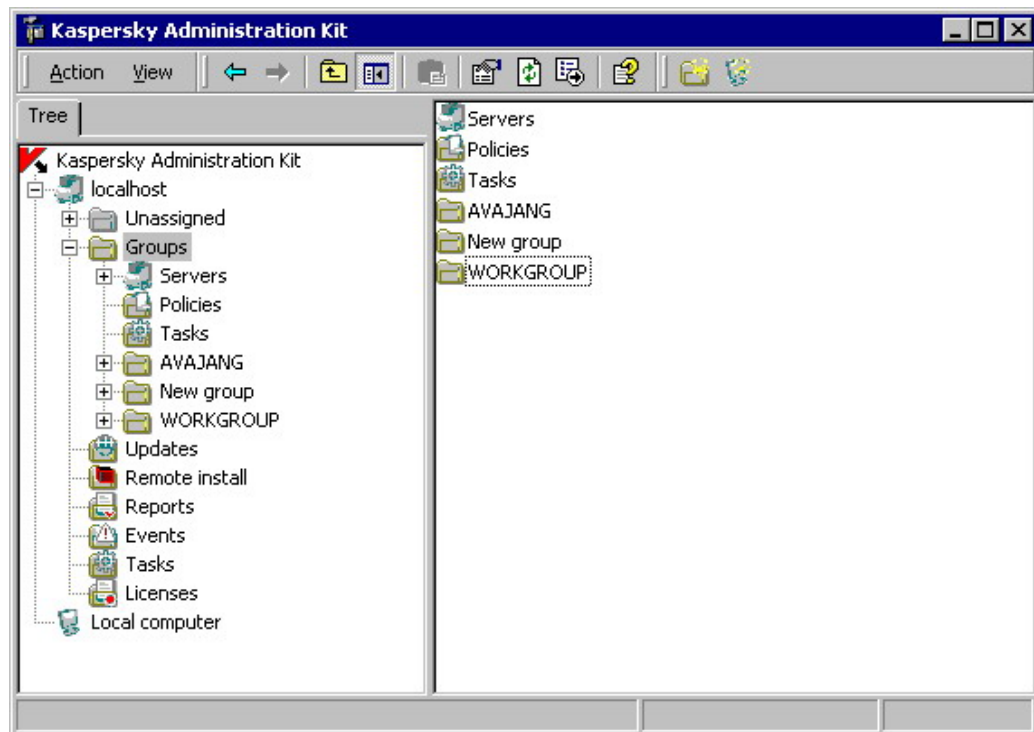 Kaspersky Administration Kit
Action View
Tree
Kaspersky Administration Kit
localhost
Unassigned
Groups
Servers
Policies
Tasks
AVAJANG
New group
WORKGROUP
Updates
Remote install
Reports
Events
Tasks
Licenses
Local computer
Servers
Policies
Tasks
AVAJANG
New group
WORKGROUP